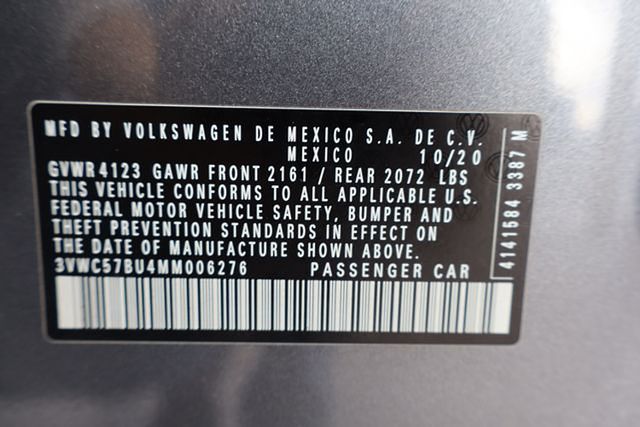 MFD BY VOLKSWAGEN DE MEXICO S.A. DE C.V.
MEXICO 10/20
GVWR 4123 GAWR FRONT 2161 / REAR 2072 LBS
THIS VEHICLE CONFORMS TO ALL APPLICABLE U.S.
FEDERAL MOTOR VEHICLE SAFETY, BUMPER AND
THEFT PREVENTION STANDARDS IN EFFECT ON
THE DATE OF MANUFACTURE SHOWN ABOVE.
3VWC57BU4MM006276 PASSENGER CAR
4141584 3387 M